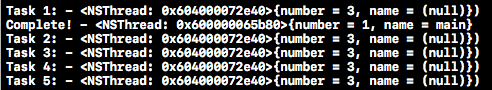 Task 1: - <NSThread: 0x604000072e40>{number = 3, name = (null)})
Complete! - <NSThread: 0x600000065b80>{number = 1, name = main})
Task 2: - <NSThread: 0x604000072e40>{number = 3, name = (null)})
Task 3: - <NSThread: 0x604000072e40>{number = 3, name = (null)})
Task 4: - <NSThread: 0x604000072e40>{number = 3, name = (null)})
Task 5: - <NSThread: 0x604000072e40>{number = 3, name = (null)})